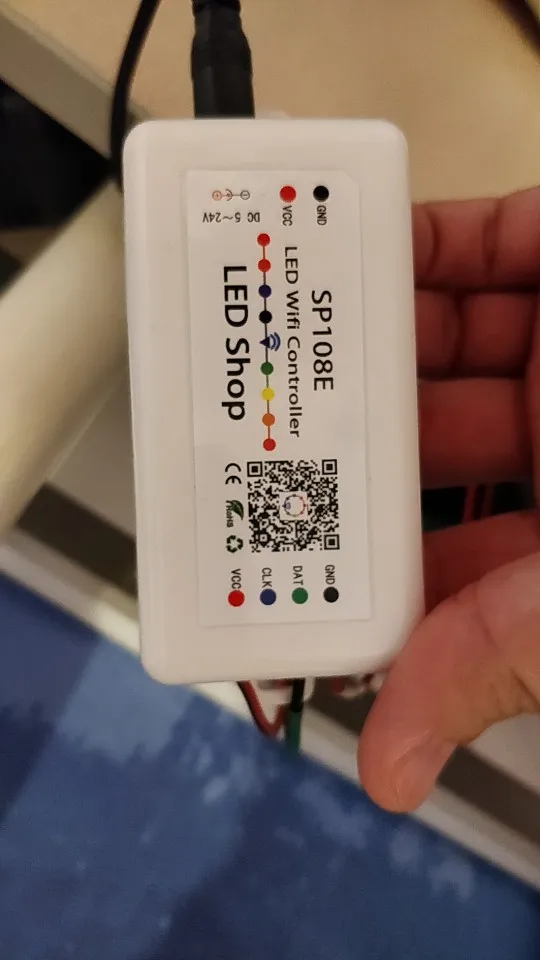 SP108E
LED Wifi Controller
LED Shop
GND
VCC
DC 5～24V
GND
DAT
CLK
VCC
CE
RoHS